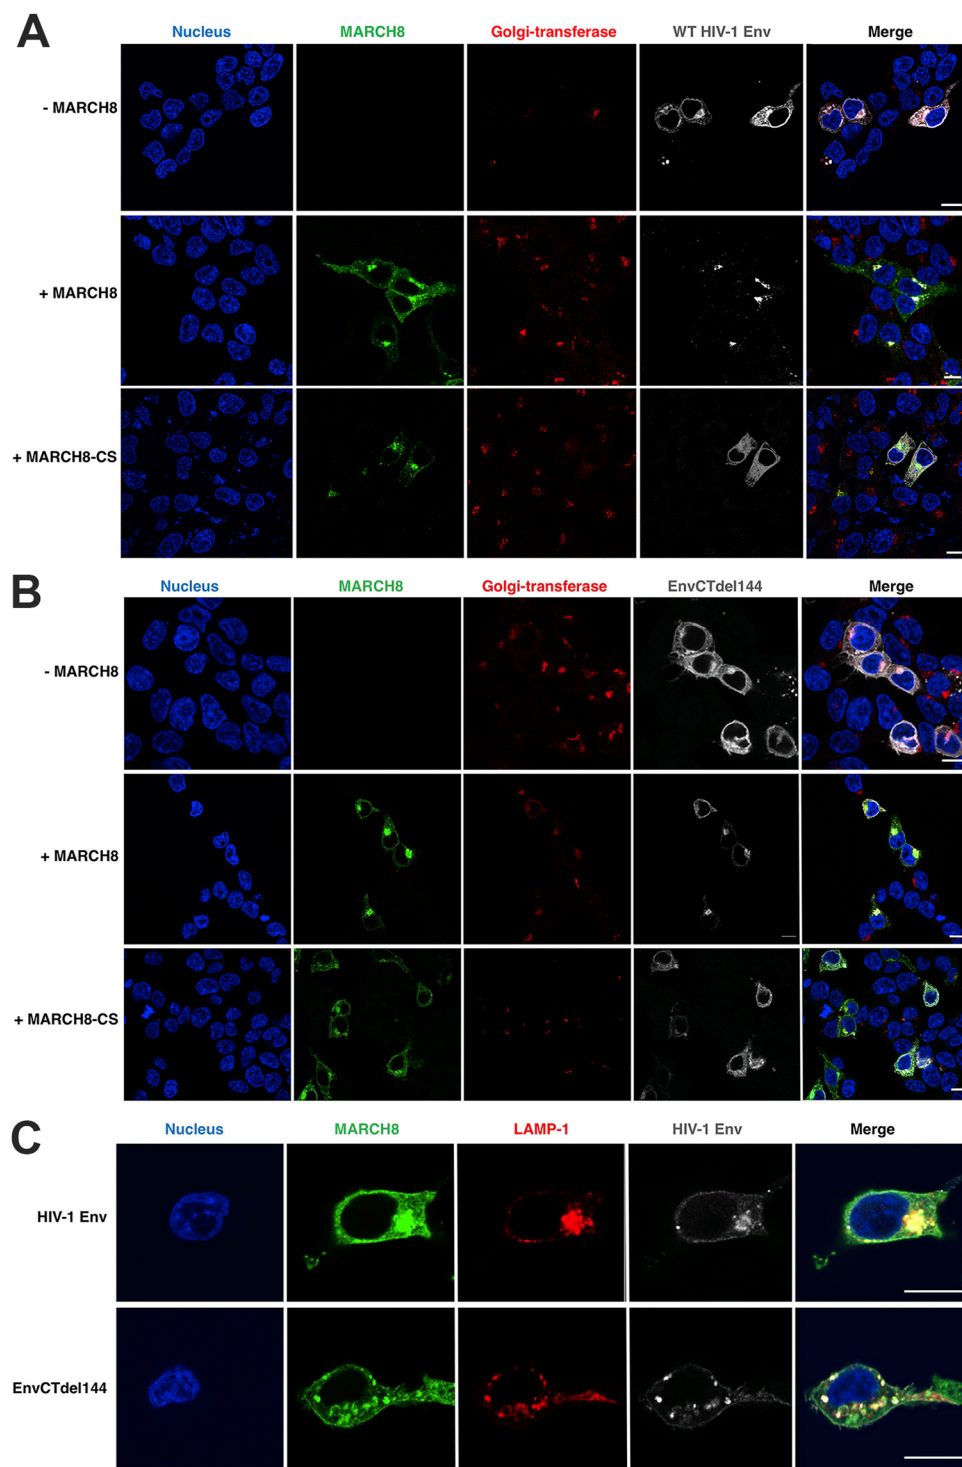 A
Nucleus MARCH8 Golgi-transferase WT HIV-1 Env Merge
- MARCH8
+ MARCH8
+ MARCH8-CS
B
Nucleus MARCH8 Golgi-transferase EnvCTdel144 Merge
- MARCH8
+ MARCH8
+ MARCH8-CS
C
Nucleus MARCH8 LAMP-1 HIV-1 Env Merge
HIV-1 Env
EnvCTdel144